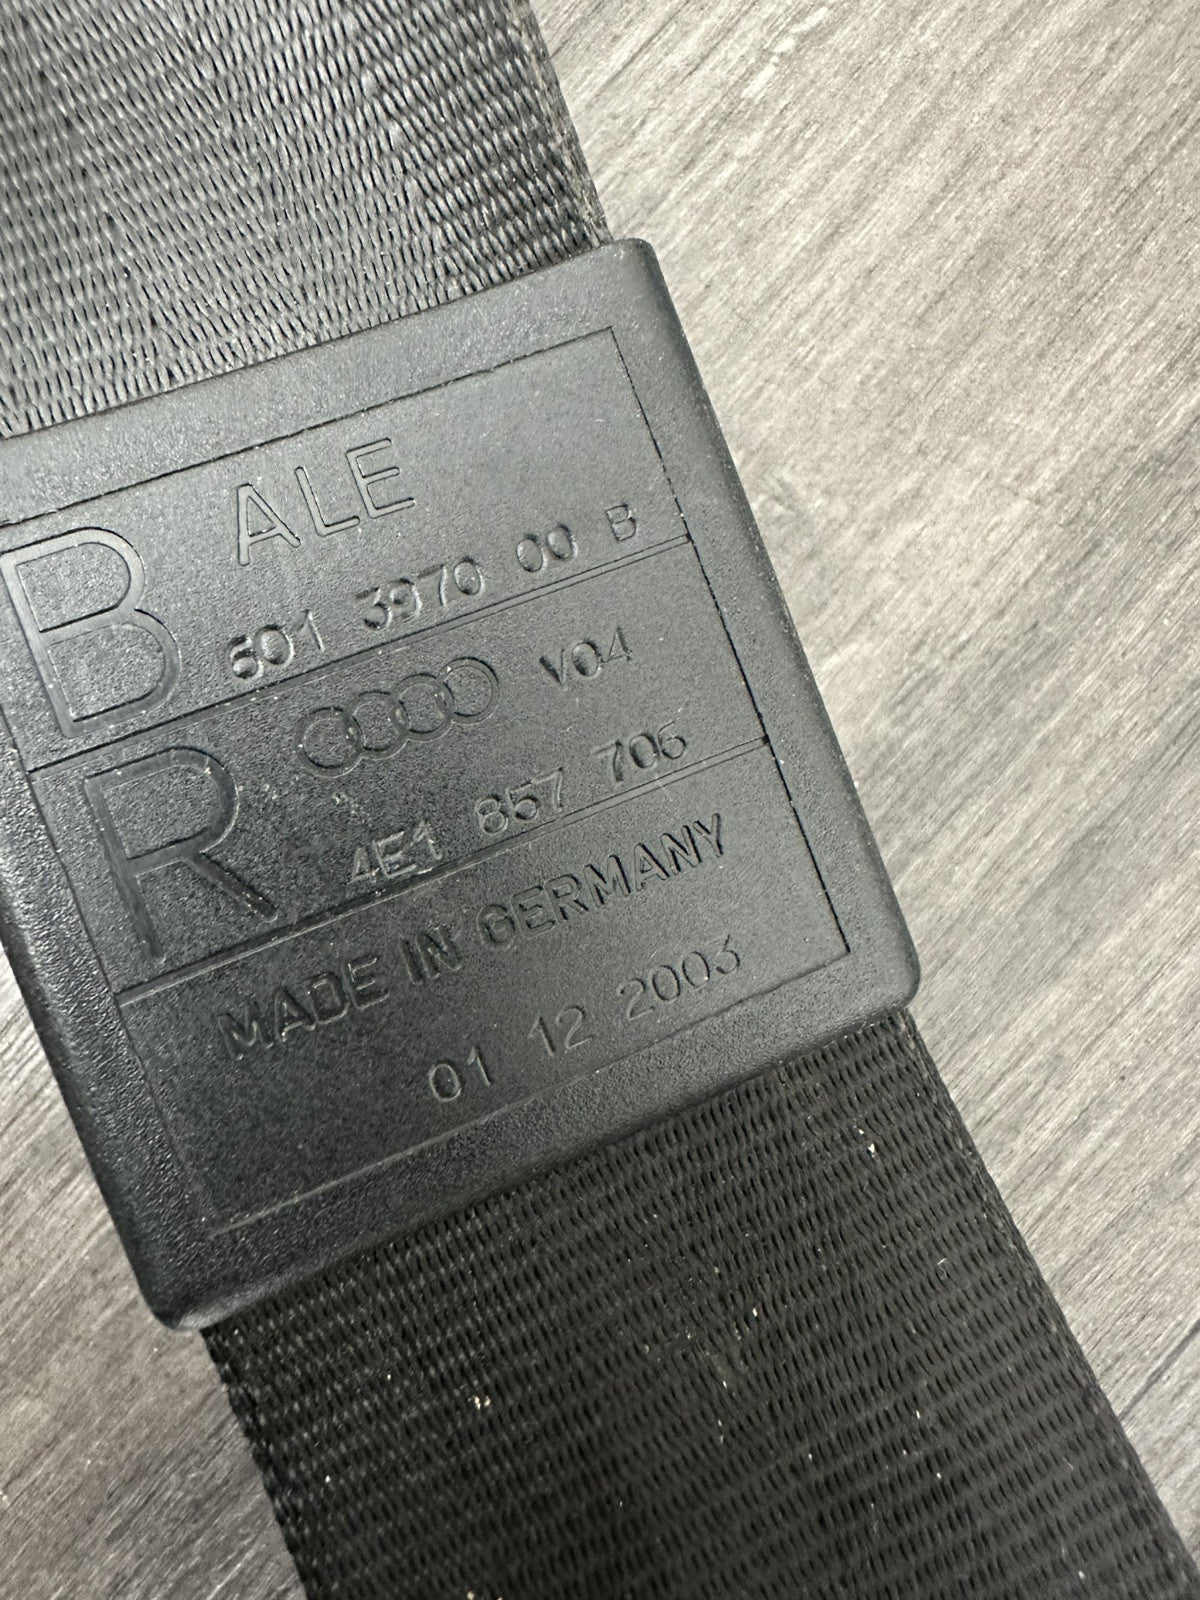 B
ALE
601 3970 00 B
R
V04
4E1 857 705
MADE IN GERMANY
01 12 2003